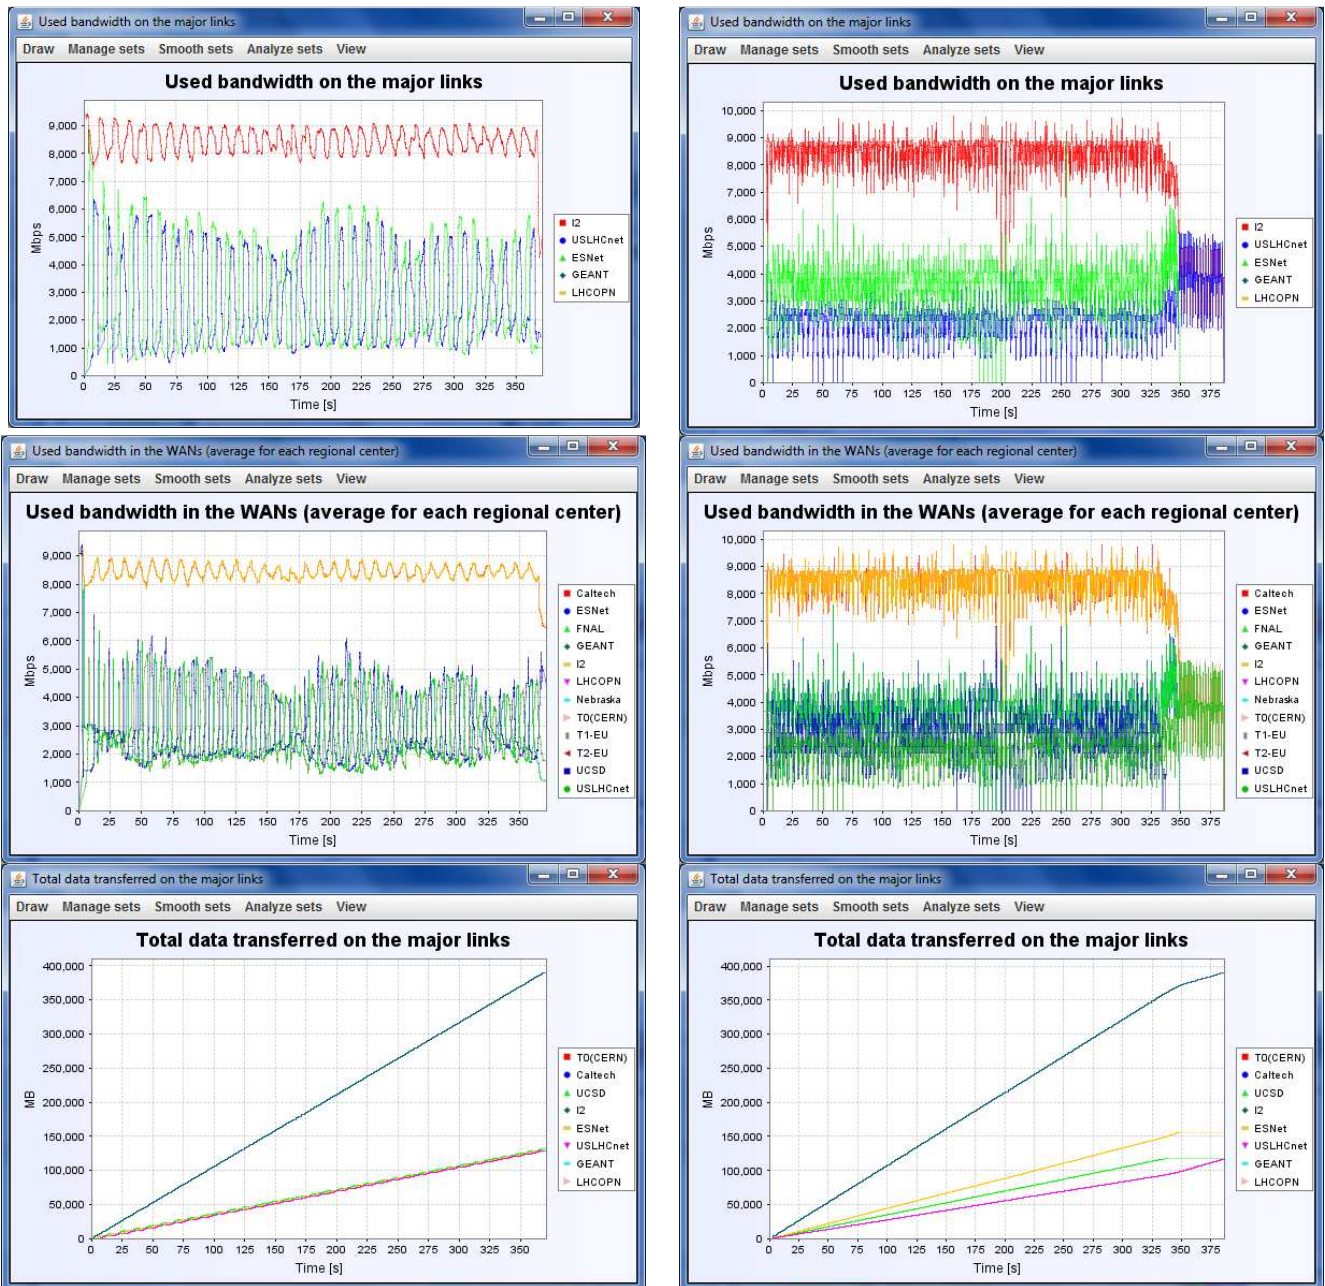 Used bandwidth on the major links
Draw Manage sets Smooth sets Analyze sets View
Used bandwidth on the major links
9,000
8,000
7,000
6,000
5,000
4,000
3,000
2,000
1,000
0
Mbps
0 25 50 75 100 125 150 175 200 225 250 275 300 325 350
Time [s]
I2
USLHCnet
ESNet
GEANT
LHCOPN
Used bandwidth on the major links
Draw Manage sets Smooth sets Analyze sets View
Used bandwidth on the major links
10,000
9,000
8,000
7,000
6,000
5,000
4,000
3,000
2,000
1,000
0
Mbps
0 25 50 75 100 125 150 175 200 225 250 275 300 325 350 375
Time [s]
I2
USLHCnet
ESNet
GEANT
LHCOPN
Used bandwidth in the WANs (average for each regional center)
Draw Manage sets Smooth sets Analyze sets View
Used bandwidth in the WANs (average for each regional center)
9,000
8,000
7,000
6,000
5,000
4,000
3,000
2,000
1,000
0
Mbps
0 25 50 75 100 125 150 175 200 225 250 275 300 325 350
Time [s]
Caltech
ESNet
FNAL
GEANT
I2
LHCOPN
Nebraska
T0(CERN)
T1-EU
T2-EU
UCSD
USLHCnet
Used bandwidth in the WANs (average for each regional center)
Draw Manage sets Smooth sets Analyze sets View
Used bandwidth in the WANs (average for each regional center)
10,000
9,000
8,000
7,000
6,000
5,000
4,000
3,000
2,000
1,000
0
Mbps
0 25 50 75 100 125 150 175 200 225 250 275 300 325 350 375
Time [s]
Caltech
ESNet
FNAL
GEANT
I2
LHCOPN
Nebraska
T0(CERN)
T1-EU
T2-EU
UCSD
USLHCnet
Total data transferred on the major links
Draw Manage sets Smooth sets Analyze sets View
Total data transferred on the major links
400,000
350,000
300,000
250,000
200,000
150,000
100,000
50,000
0
MB
0 25 50 75 100 125 150 175 200 225 250 275 300 325 350
Time [s]
T0(CERN)
Caltech
UCSD
I2
ESNet
USLHCnet
GEANT
LHCOPN
Total data transferred on the major links
Draw Manage sets Smooth sets Analyze sets View
Total data transferred on the major links
400,000
350,000
300,000
250,000
200,000
150,000
100,000
50,000
0
MB
0 25 50 75 100 125 150 175 200 225 250 275 300 325 350 375
Time [s]
T0(CERN)
Caltech
UCSD
I2
ESNet
USLHCnet
GEANT
LHCOPN